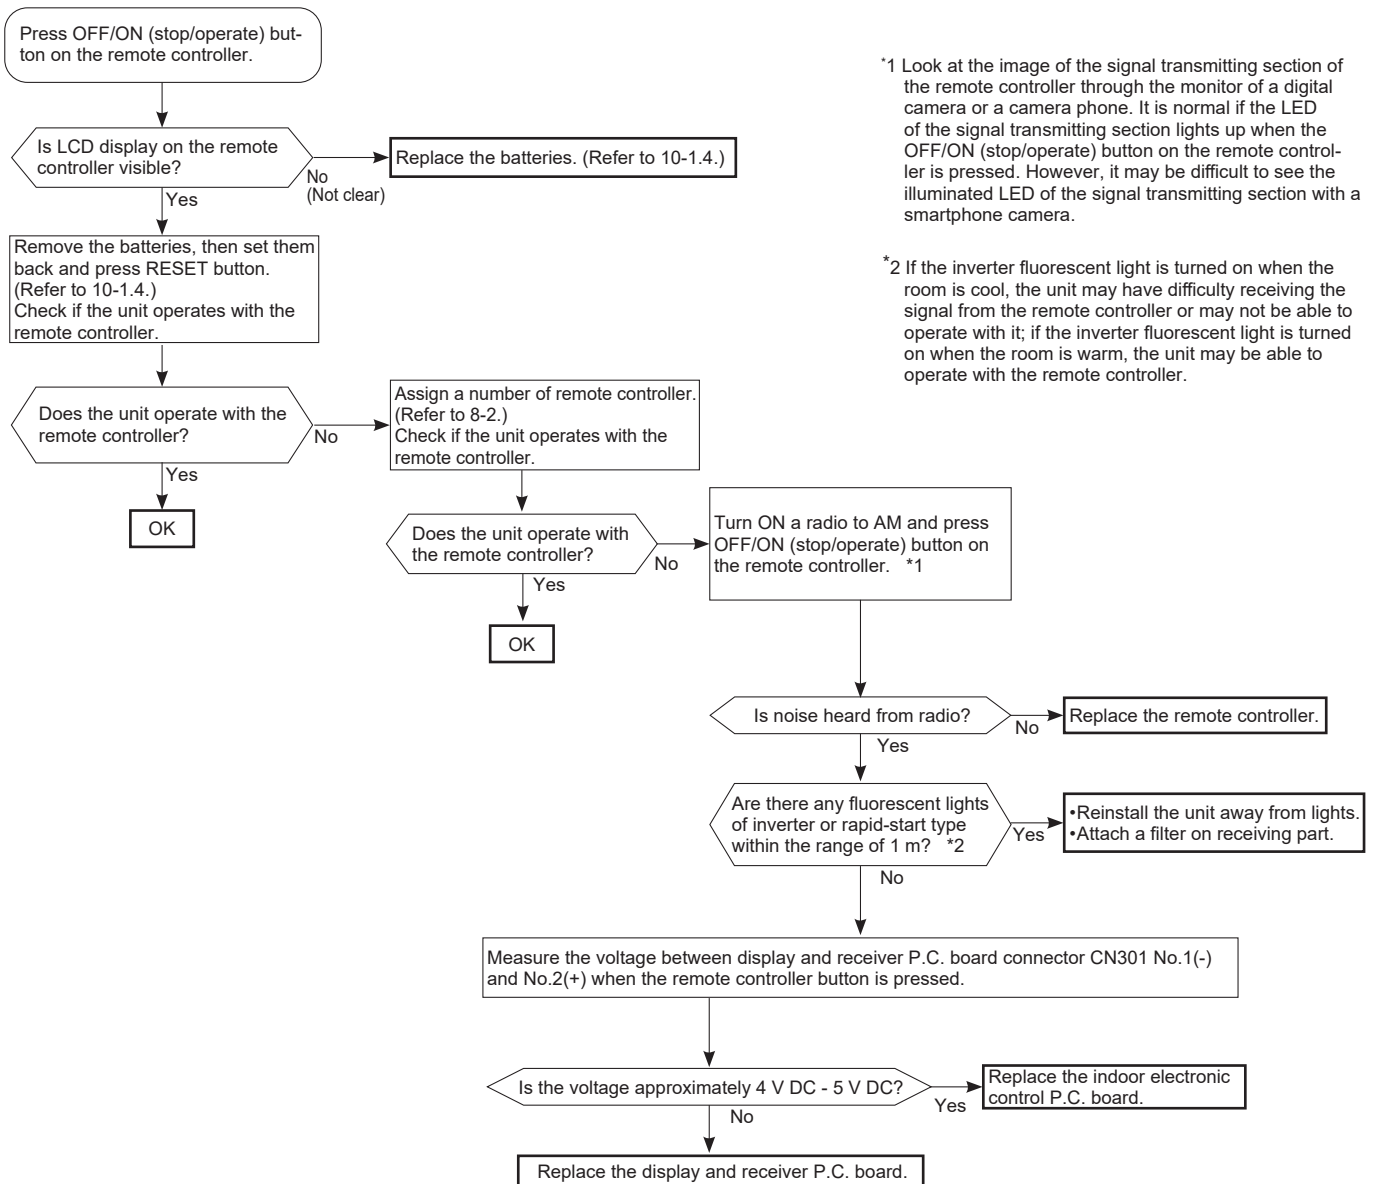 Press OFF/ON (stop/operate) but-
ton on the remote controller.
Is LCD display on the remote
controller visible?
No
(Not clear)
Replace the batteries. (Refer to 10-1.4.)
Yes
Remove the batteries, then set them
back and press RESET button.
(Refer to 10-1.4.)
Check if the unit operates with the
remote controller.
Does the unit operate with the
remote controller?
No
Yes
OK
Assign a number of remote controller.
(Refer to 8-2.)
Check if the unit operates with the
remote controller.
Does the unit operate with
the remote controller?
No
Yes
OK
Turn ON a radio to AM and press
OFF/ON (stop/operate) button on
the remote controller. *1
Is noise heard from radio?
No
Replace the remote controller.
Yes
Are there any fluorescent lights
of inverter or rapid-start type
within the range of 1 m? *2
Yes
•Reinstall the unit away from lights.
•Attach a filter on receiving part.
No
Measure the voltage between display and receiver P.C. board connector CN301 No.1(-)
and No.2(+) when the remote controller button is pressed.
Is the voltage approximately 4 V DC - 5 V DC?
Yes
Replace the indoor electronic
control P.C. board.
No
Replace the display and receiver P.C. board.
*1 Look at the image of the signal transmitting section of
the remote controller through the monitor of a digital
camera or a camera phone. It is normal if the LED
of the signal transmitting section lights up when the
OFF/ON (stop/operate) button on the remote control-
ler is pressed. However, it may be difficult to see the
illuminated LED of the signal transmitting section with a
smartphone camera.
*2 If the inverter fluorescent light is turned on when the
room is cool, the unit may have difficulty receiving the
signal from the remote controller or may not be able to
operate with it; if the inverter fluorescent light is turned
on when the room is warm, the unit may be able to
operate with the remote controller.